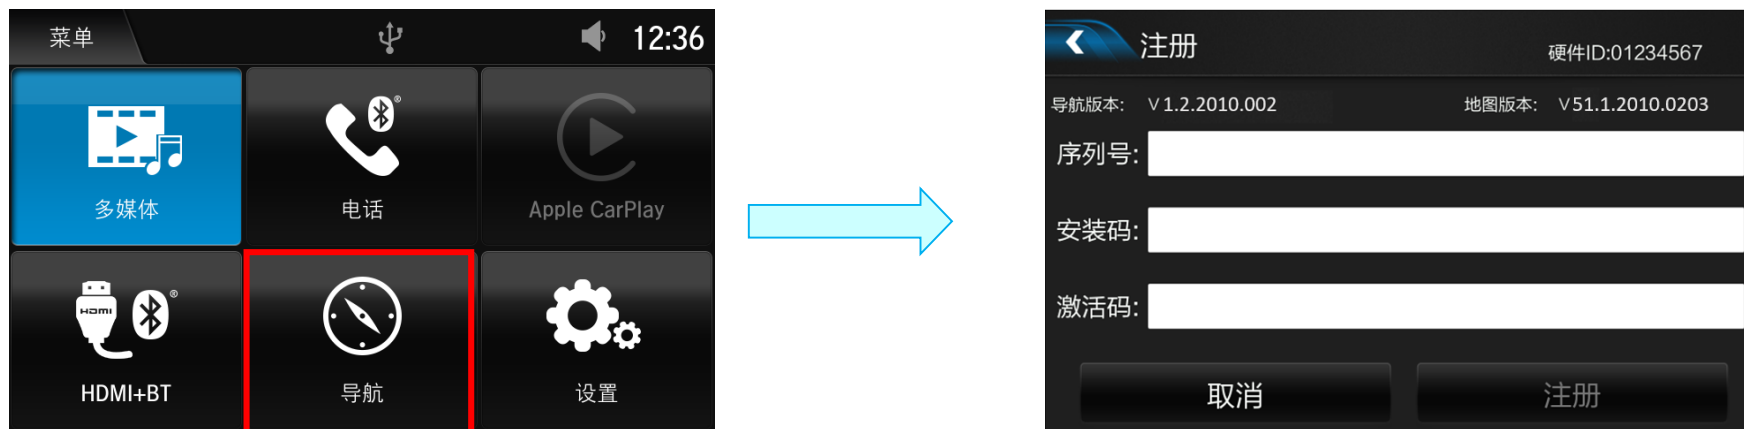 菜单
12:36
多媒体
电话
Apple CarPlay
HDMI
HDMI+BT
导航
设置
注册
硬件ID:01234567
导航版本: V 1.2.2010.002
地图版本: V 51.1.2010.0203
序列号:
安装码:
激活码:
取消
注册